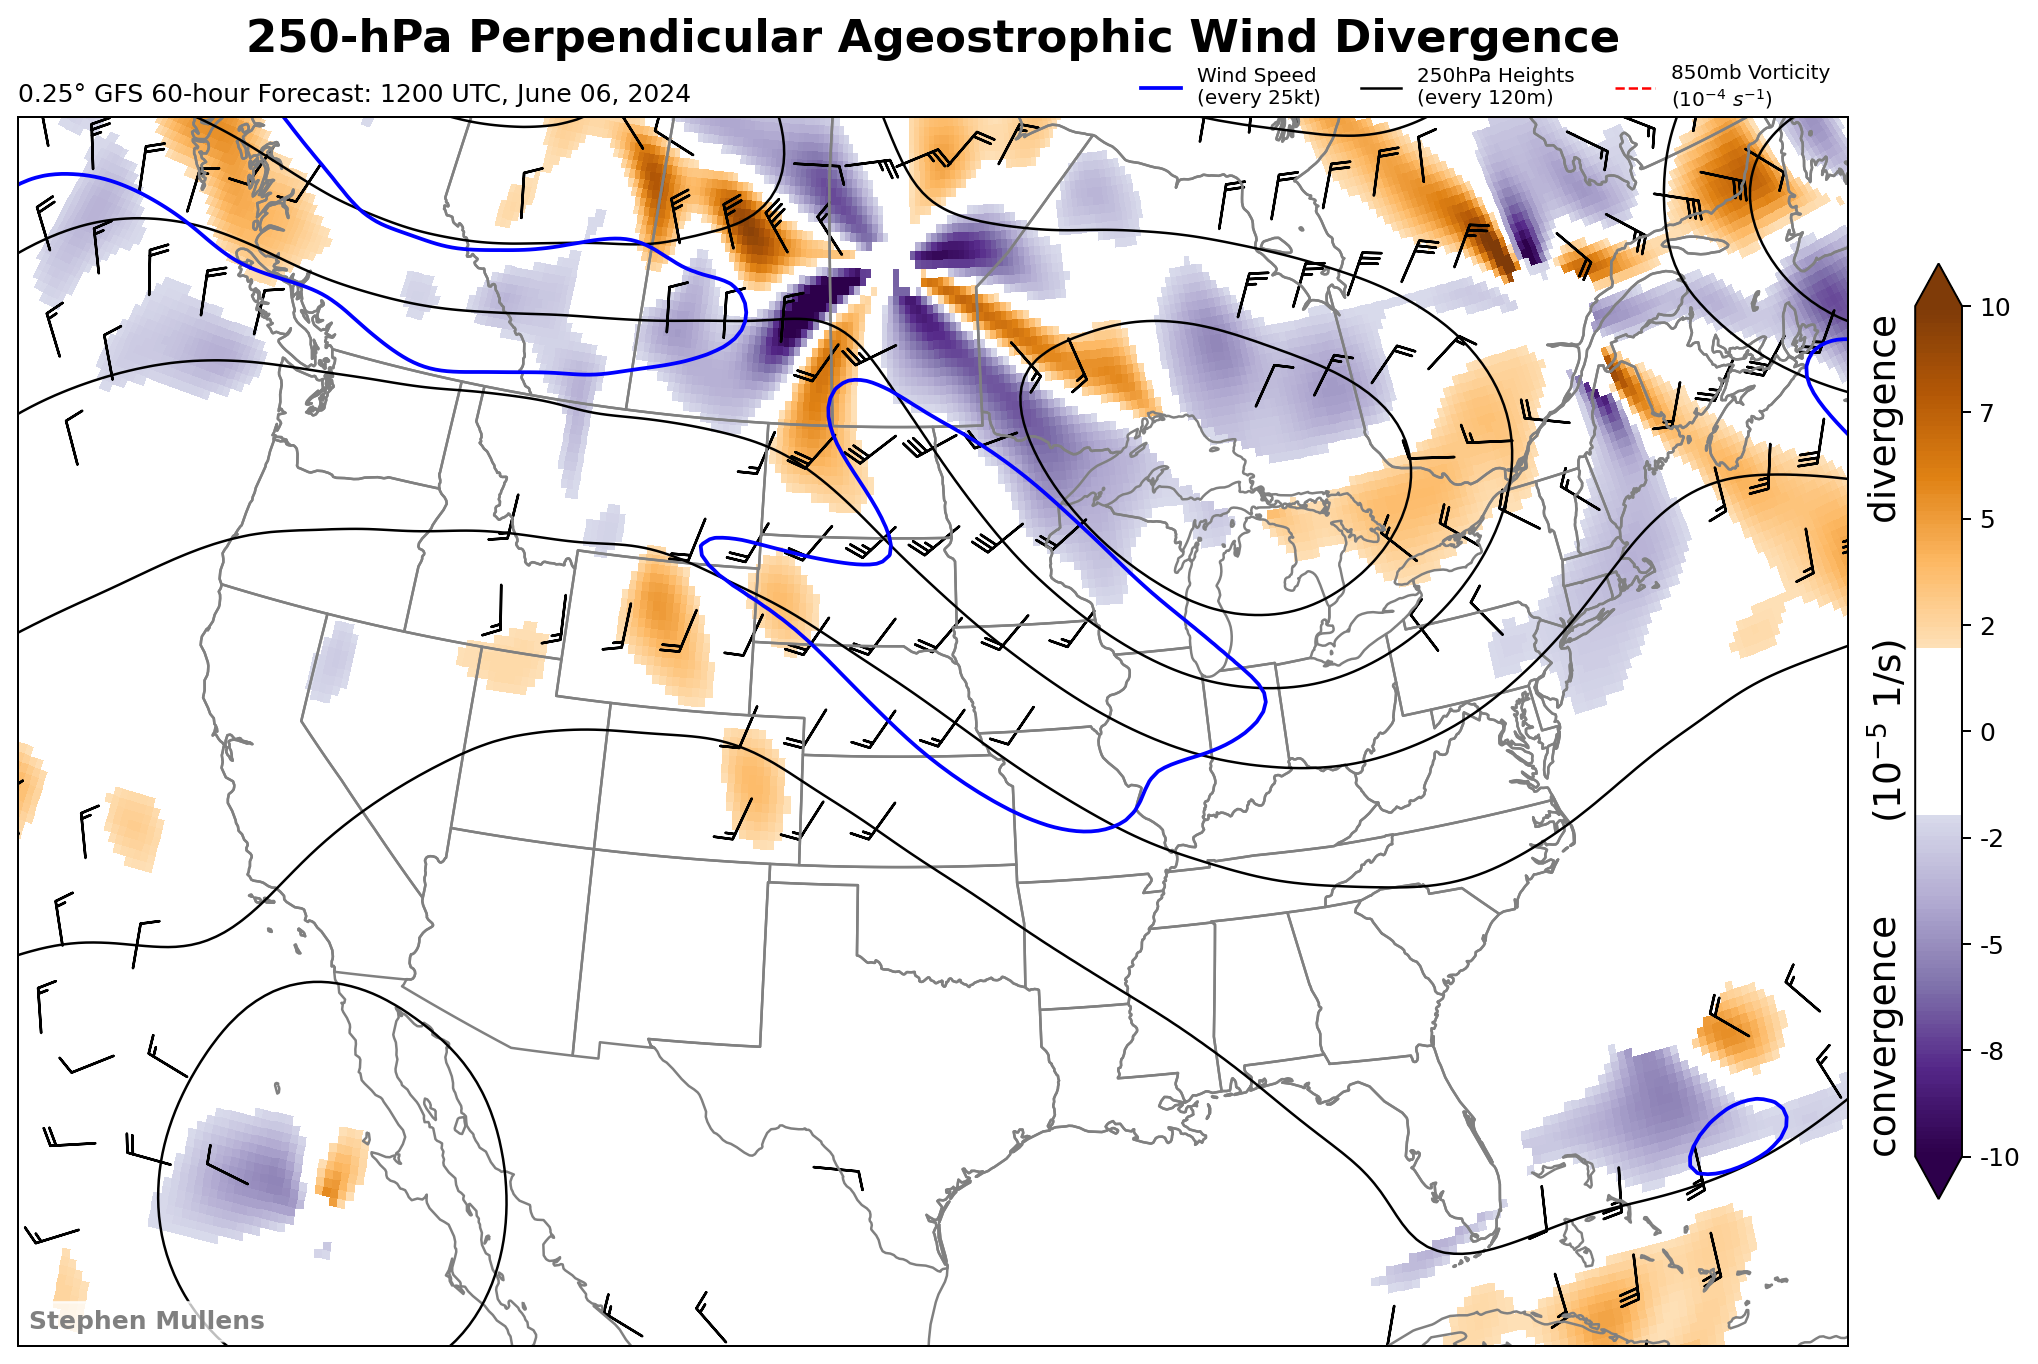 250-hPa Perpendicular Ageostrophic Wind Divergence
0.25° GFS 60-hour Forecast: 1200 UTC, June 06, 2024
Wind Speed
(every 25kt)
250hPa Heights
(every 120m)
850mb Vorticity
(10⁻⁴ s⁻¹)
10
7
5
2
0
-2
-5
-8
-10
convergence (10⁻⁵ 1/s) divergence
Stephen Mullens